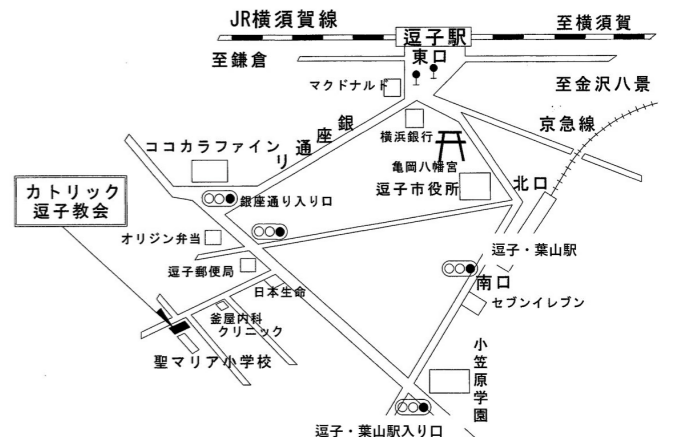 JR横須賀線
至横須賀
逗子駅
東口
至鎌倉
至金沢八景
マクドナルド
京急線
銀座通り
横浜銀行
ココカラファイン
亀岡八幡宮
北口
カトリック
逗子教会
逗子市役所
銀座通り入り口
オリジン弁当
逗子・葉山駅
逗子郵便局
南口
日本生命
セブンイレブン
釜屋内科
クリニック
聖マリア小学校
小笠原学園
逗子・葉山駅入り口